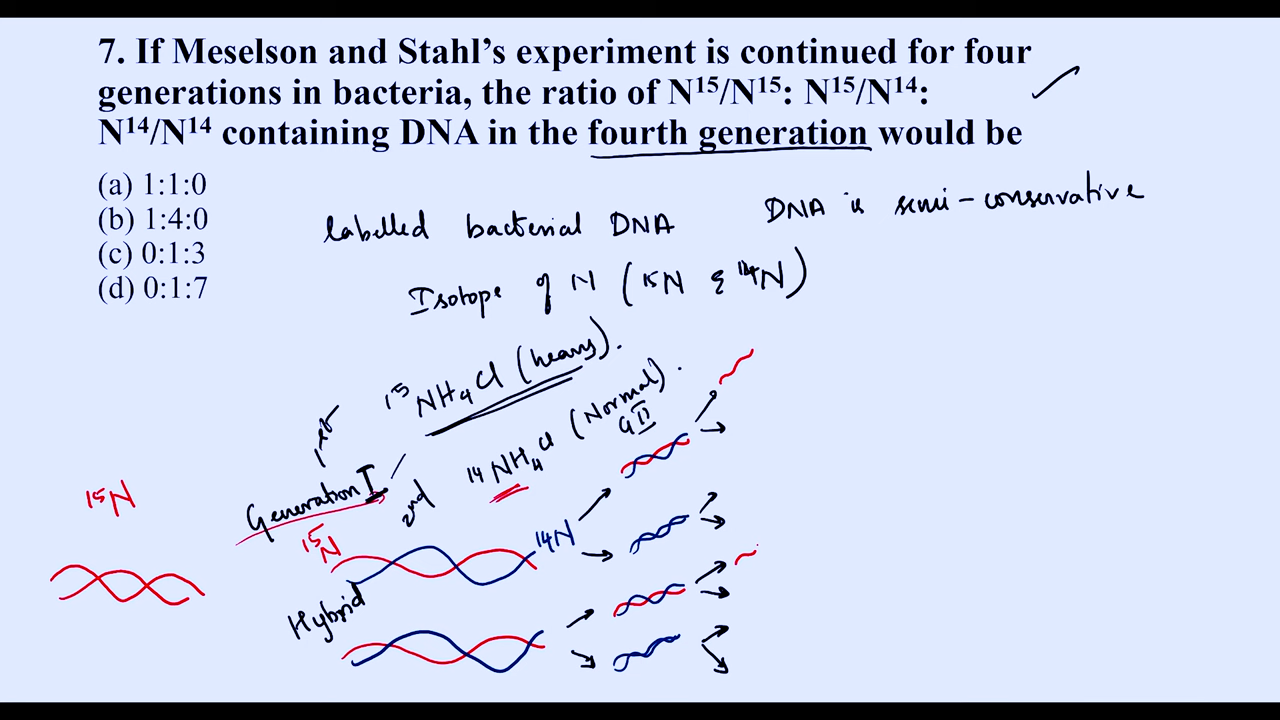 7. If Meselson and Stahl’s experiment is continued for four
generations in bacteria, the ratio of N¹⁵/N¹⁵: N¹⁵/N¹⁴:
N¹⁴/N¹⁴ containing DNA in the fourth generation would be
(a) 1:1:0
(b) 1:4:0
(c) 0:1:3
(d) 0:1:7
labelled bacterial DNA
DNA is semi-conservative
Isotope of N (15N & 14N)
15NH4Cl (heavy).
1st
14NH4Cl (Normal).
GII
2nd
Generation I
15N
15N
14N
Hybrid